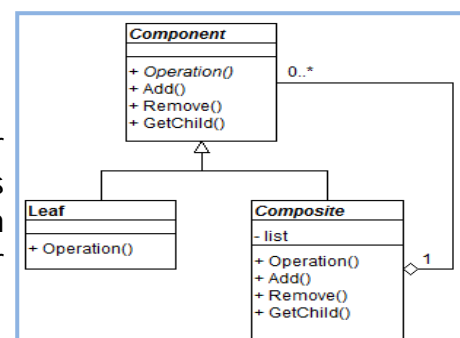 Component
+ Operation()
+ Add()
+ Remove()
+ GetChild()
0..*
Leaf
+ Operation()
Composite
- list
+ Operation()
+ Add()
+ Remove()
+ GetChild()
1